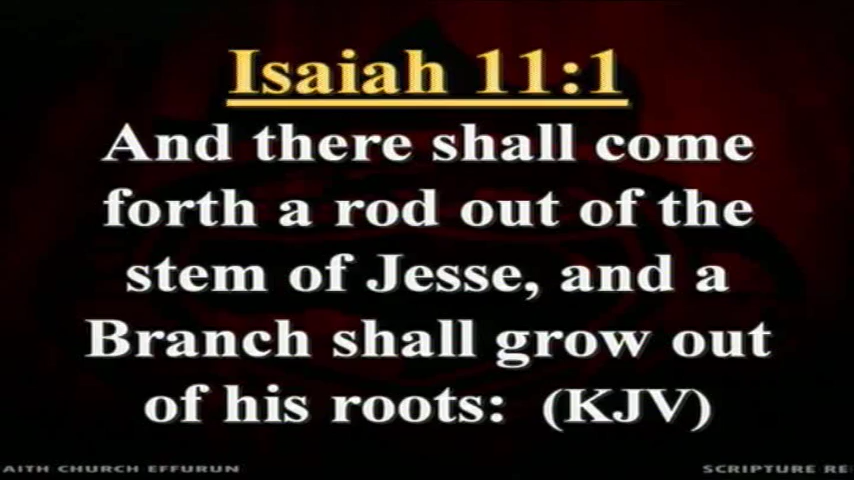 Isaiah 11:1
And there shall come
forth a rod out of the
stem of Jesse, and a
Branch shall grow out
of his roots: (KJV)
AITH CHURCH EFFURUN
SCRIPTURE RE